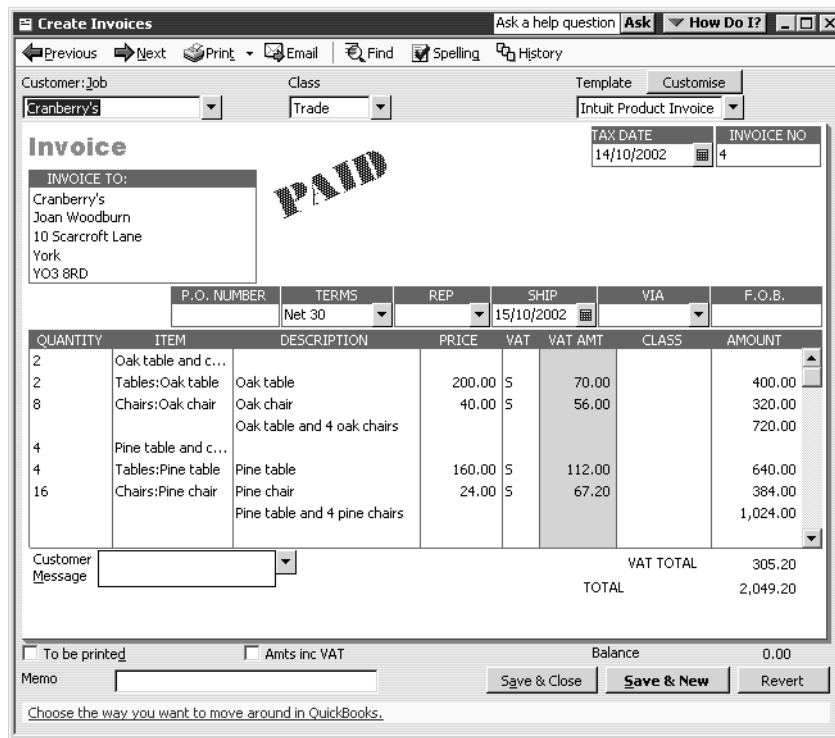 Create Invoices Ask a help question Ask How Do I?
Previous Next Print Email Find Spelling History
Customer:Job Class Template Customise
Cranberry's Trade Intuit Product Invoice
Invoice TAX DATE INVOICE NO
14/10/2002 4
PAID
INVOICE TO:
Cranberry's
Joan Woodburn
10 Scarcroft Lane
York
YO3 8RD
P.O. NUMBER TERMS REP SHIP VIA F.O.B.
Net 30 15/10/2002
QUANTITY ITEM DESCRIPTION PRICE VAT VAT AMT CLASS AMOUNT
2 Oak table and c...
2 Tables:Oak table Oak table 200.00 S 70.00 400.00
8 Chairs:Oak chair Oak chair 40.00 S 56.00 320.00
Oak table and 4 oak chairs 720.00
4 Pine table and c...
4 Tables:Pine table Pine table 160.00 S 112.00 640.00
16 Chairs:Pine chair Pine chair 24.00 S 67.20 384.00
Pine table and 4 pine chairs 1,024.00
Customer Message VAT TOTAL 305.20
TOTAL 2,049.20
To be printed Amts inc VAT Balance 0.00
Memo Save & Close Save & New Revert
Choose the way you want to move around in QuickBooks.